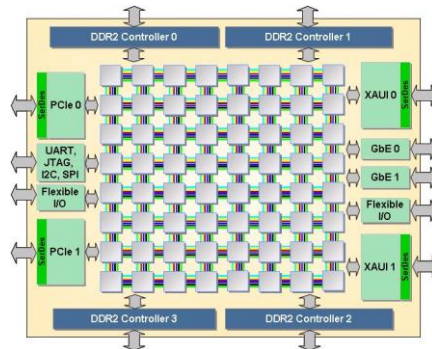 DDR2 Controller 0
DDR2 Controller 1
SerDes
PCIe 0
XAUI 0
SerDes
UART,
JTAG,
I2C, SPI
GbE 0
GbE 1
Flexible
I/O
Flexible
I/O
SerDes
PCIe 1
XAUI 1
SerDes
DDR2 Controller 3
DDR2 Controller 2